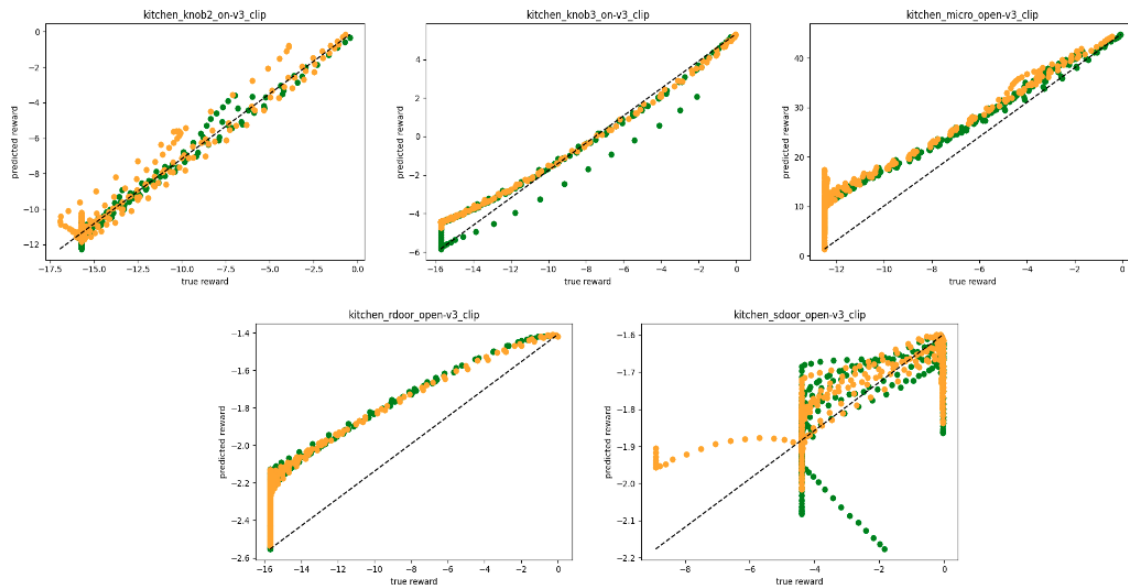 kitchen_knob2_on-v3_clip
predicted reward
0
−2
−4
−6
−8
−10
−12
−17.5 −15.0 −12.5 −10.0 −7.5 −5.0 −2.5 0.0
true reward
kitchen_knob3_on-v3_clip
predicted reward
4
2
0
−2
−4
−6
−16 −14 −12 −10 −8 −6 −4 −2 0
true reward
kitchen_micro_open-v3_clip
predicted reward
40
30
20
10
0
−12 −10 −8 −6 −4 −2 0
true reward
kitchen_rdoor_open-v3_clip
predicted reward
−1.4
−1.6
−1.8
−2.0
−2.2
−2.4
−2.6
−16 −14 −12 −10 −8 −6 −4 −2 0
true reward
kitchen_sdoor_open-v3_clip
predicted reward
−1.6
−1.7
−1.8
−1.9
−2.0
−2.1
−2.2
−8 −6 −4 −2 0
true reward